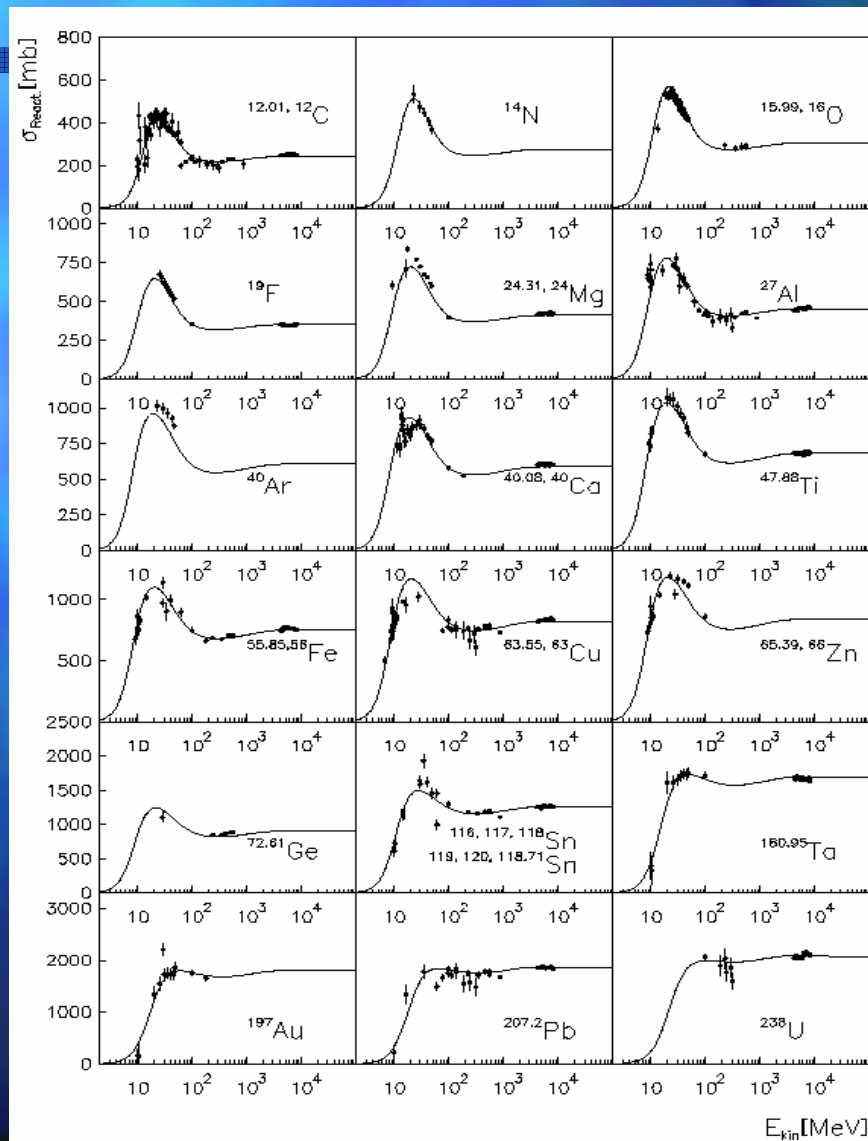 σReact.[mb]
800
600
400
200
0
12.01, 12C
14N
15.99, 16O
10 10² 10³ 10⁴
10 10² 10³ 10⁴
10 10² 10³ 10⁴
1000
750
500
250
0
19F
24.31, 24Mg
27Al
10 10² 10³ 10⁴
10 10² 10³ 10⁴
10 10² 10³ 10⁴
1000
750
500
250
0
40Ar
40.08, 40Ca
47.88Ti
10 10² 10³ 10⁴
10 10² 10³ 10⁴
10 10² 10³ 10⁴
1000
500
55.85,56Fe
63.55, 63Cu
65.39, 66Zn
2500
10 10² 10³ 10⁴
10 10² 10³ 10⁴
10 10² 10³ 10⁴
2000
1500
1000
500
0
72.61Ge
116, 117, 118Sn
119, 120, 118.71Sn
180.95Ta
10 10² 10³ 10⁴
10 10² 10³ 10⁴
10 10² 10³ 10⁴
3000
2000
1000
0
197Au
207.2Pb
238U
10 10² 10³ 10⁴
10 10² 10³ 10⁴
10 10² 10³ 10⁴
Ekin[MeV]